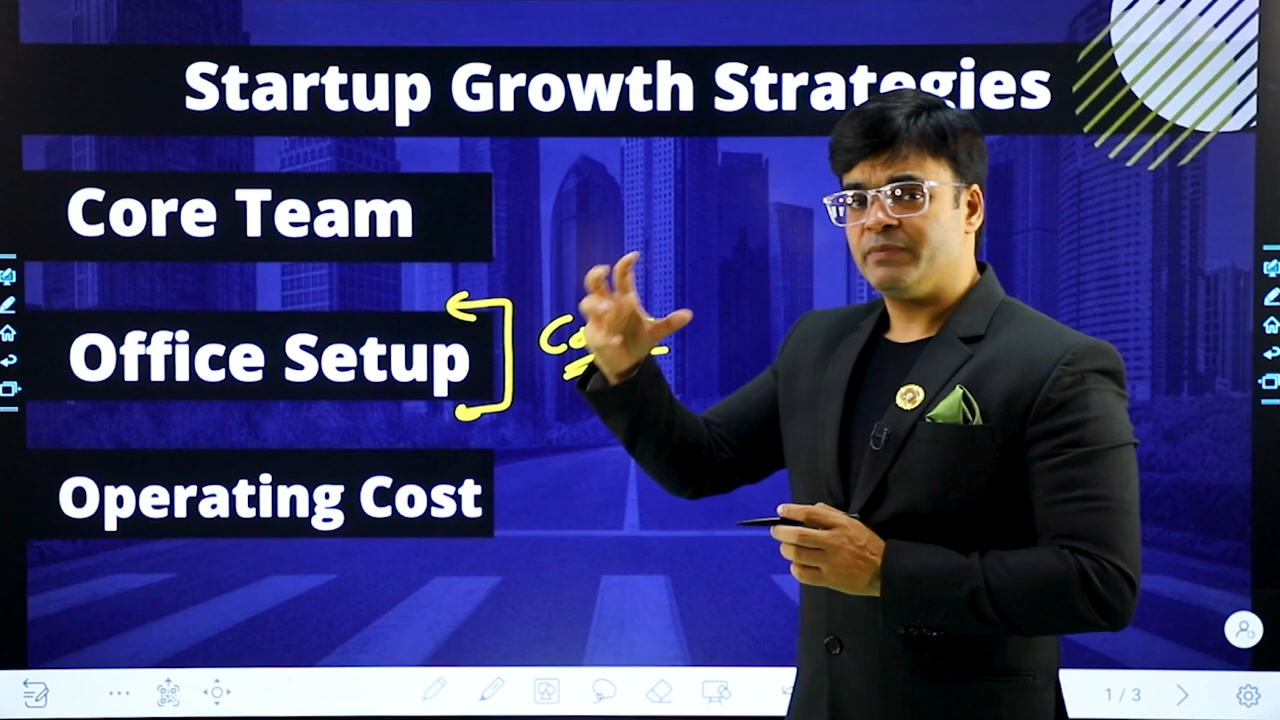 Startup Growth Strategies
Core Team
Office Setup
Operating Cost
1 / 3